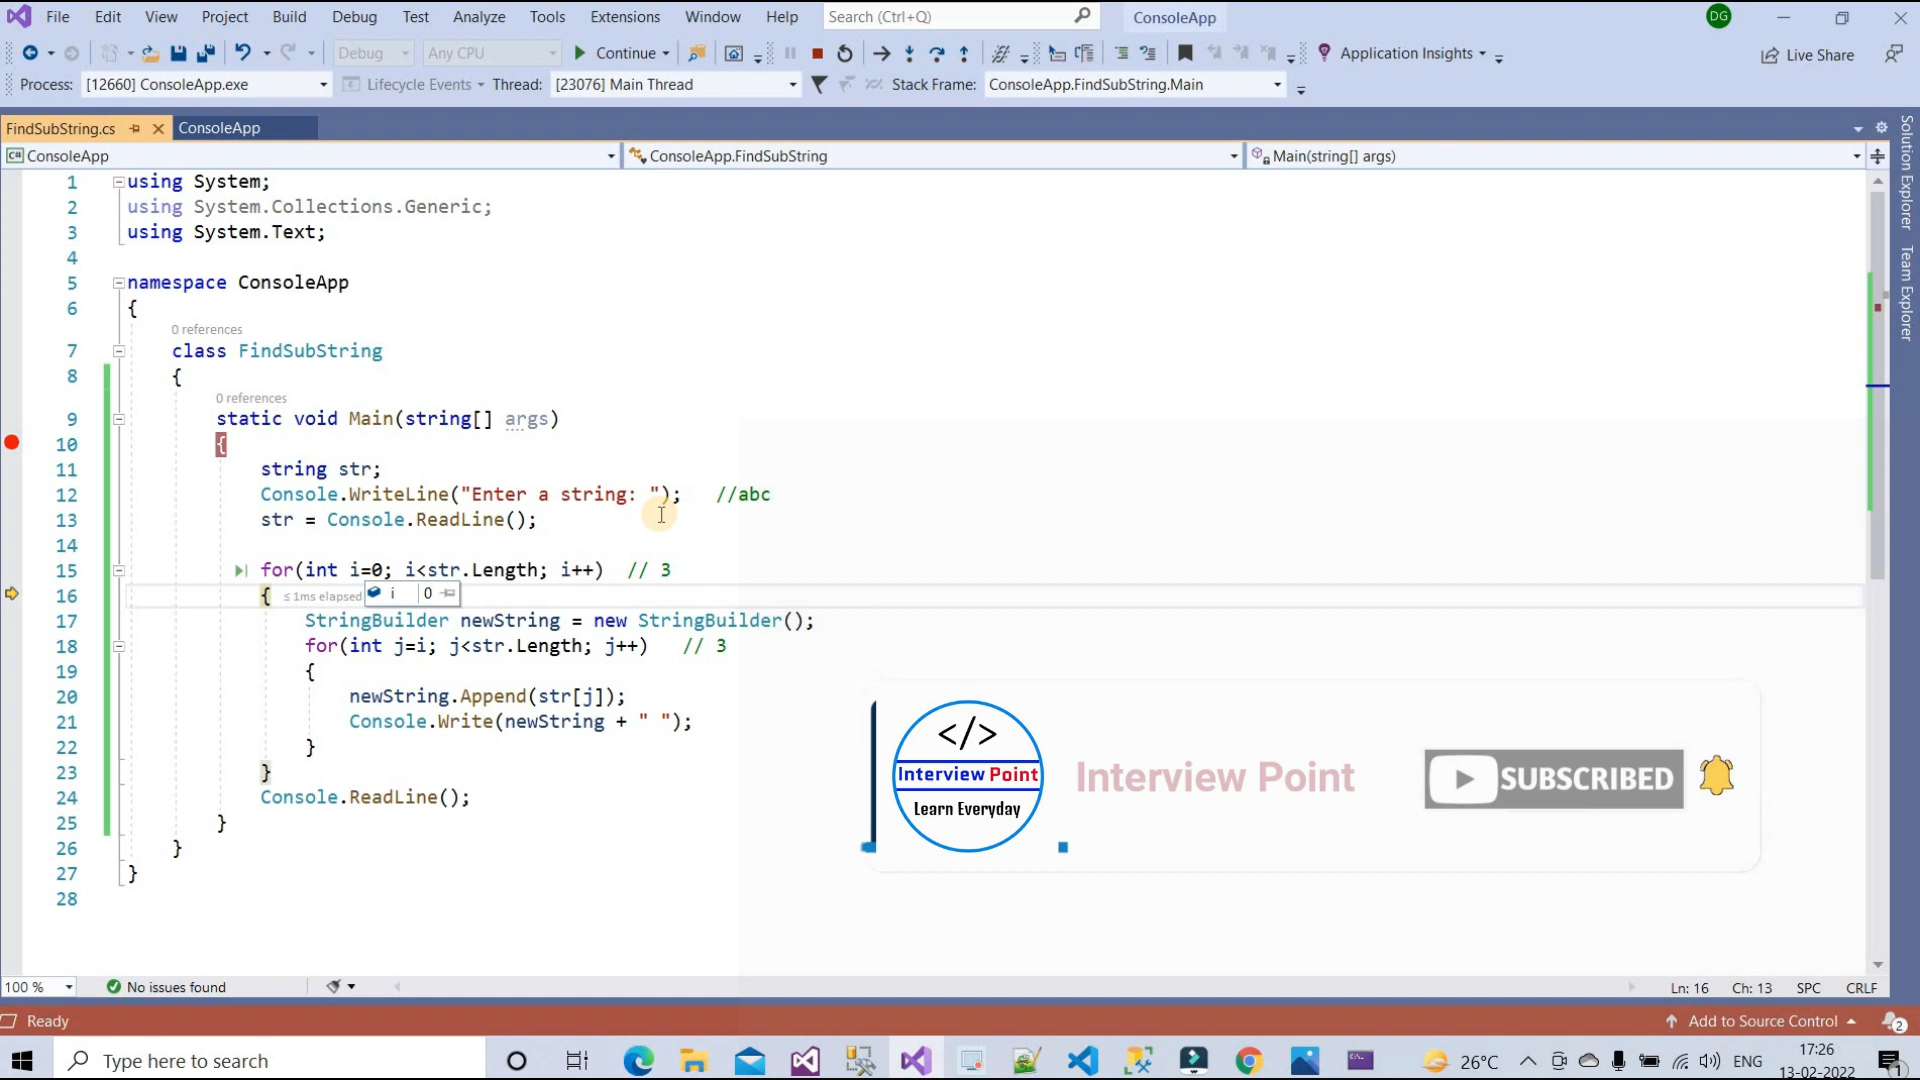 File Edit View Project Build Debug Test Analyze Tools Extensions Window Help Search (Ctrl+Q) ConsoleApp DG
Debug Any CPU Continue Application Insights Live Share
Process: [12660] ConsoleApp.exe Lifecycle Events Thread: [23076] Main Thread Stack Frame: ConsoleApp.FindSubString.Main
FindSubString.cs ConsoleApp
C# ConsoleApp ConsoleApp.FindSubString Main(string[] args)
Solution Explorer
Team Explorer
1 using System;
2 using System.Collections.Generic;
3 using System.Text;
4
5 namespace ConsoleApp
6 {
0 references
7 class FindSubString
8 {
0 references
9 static void Main(string[] args)
10 {
11 string str;
12 Console.WriteLine("Enter a string: "); //abc
13 str = Console.ReadLine();
14
15 for(int i=0; i<str.Length; i++) // 3
16 { ≤ 1ms elapsed i 0
17 StringBuilder newString = new StringBuilder();
18 for(int j=i; j<str.Length; j++) // 3
19 {
20 newString.Append(str[j]);
21 Console.Write(newString + " ");
22 }
23 }
24 Console.ReadLine();
25 }
26 }
27 }
28
</>
Interview Point
Learn Everyday
Interview Point
SUBSCRIBED
100 % No issues found Ln: 16 Ch: 13 SPC CRLF
Ready Add to Source Control 2
Type here to search 26°C ENG 17:26
13-02-2022 1